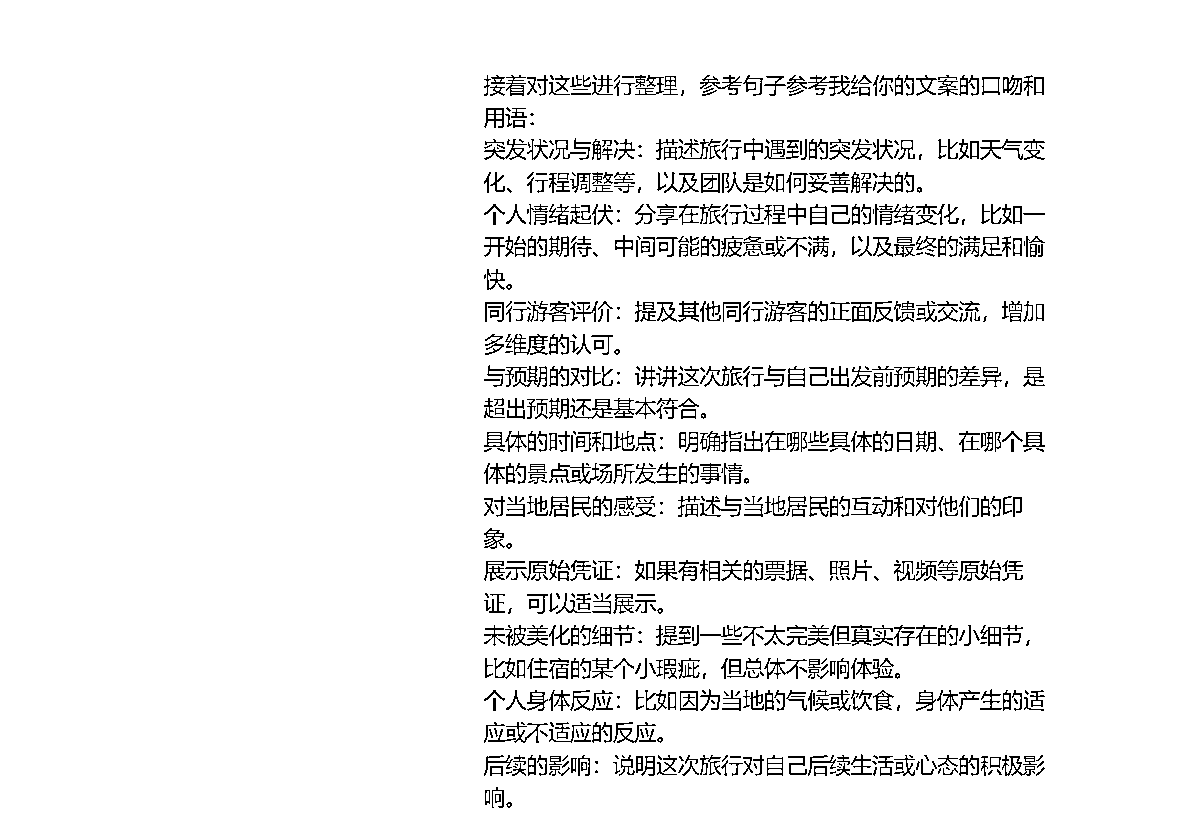 接着对这些进行整理，参考句子参考我给你的文案的口吻和
用语：
突发状况与解决：描述旅行中遇到的突发状况，比如天气变
化、行程调整等，以及团队是如何妥善解决的。
个人情绪起伏：分享在旅行过程中自己的情绪变化，比如一
开始的期待、中间可能的疲惫或不满，以及最终的满足和愉
快。
同行游客评价：提及其他同行游客的正面反馈或交流，增加
多维度的认可。
与预期的对比：讲讲这次旅行与自己出发前预期的差异，是
超出预期还是基本符合。
具体的时间和地点：明确指出在哪些具体的日期、在哪个具
体的景点或场所发生的事情。
对当地居民的感受：描述与当地居民的互动和对他们的印
象。
展示原始凭证：如果有相关的票据、照片、视频等原始凭
证，可以适当展示。
未被美化的细节：提到一些不太完美但真实存在的小细节，
比如住宿的某个小瑕疵，但总体不影响体验。
个人身体反应：比如因为当地的气候或饮食，身体产生的适
应或不适应的反应。
后续的影响：说明这次旅行对自己后续生活或心态的积极影
响。